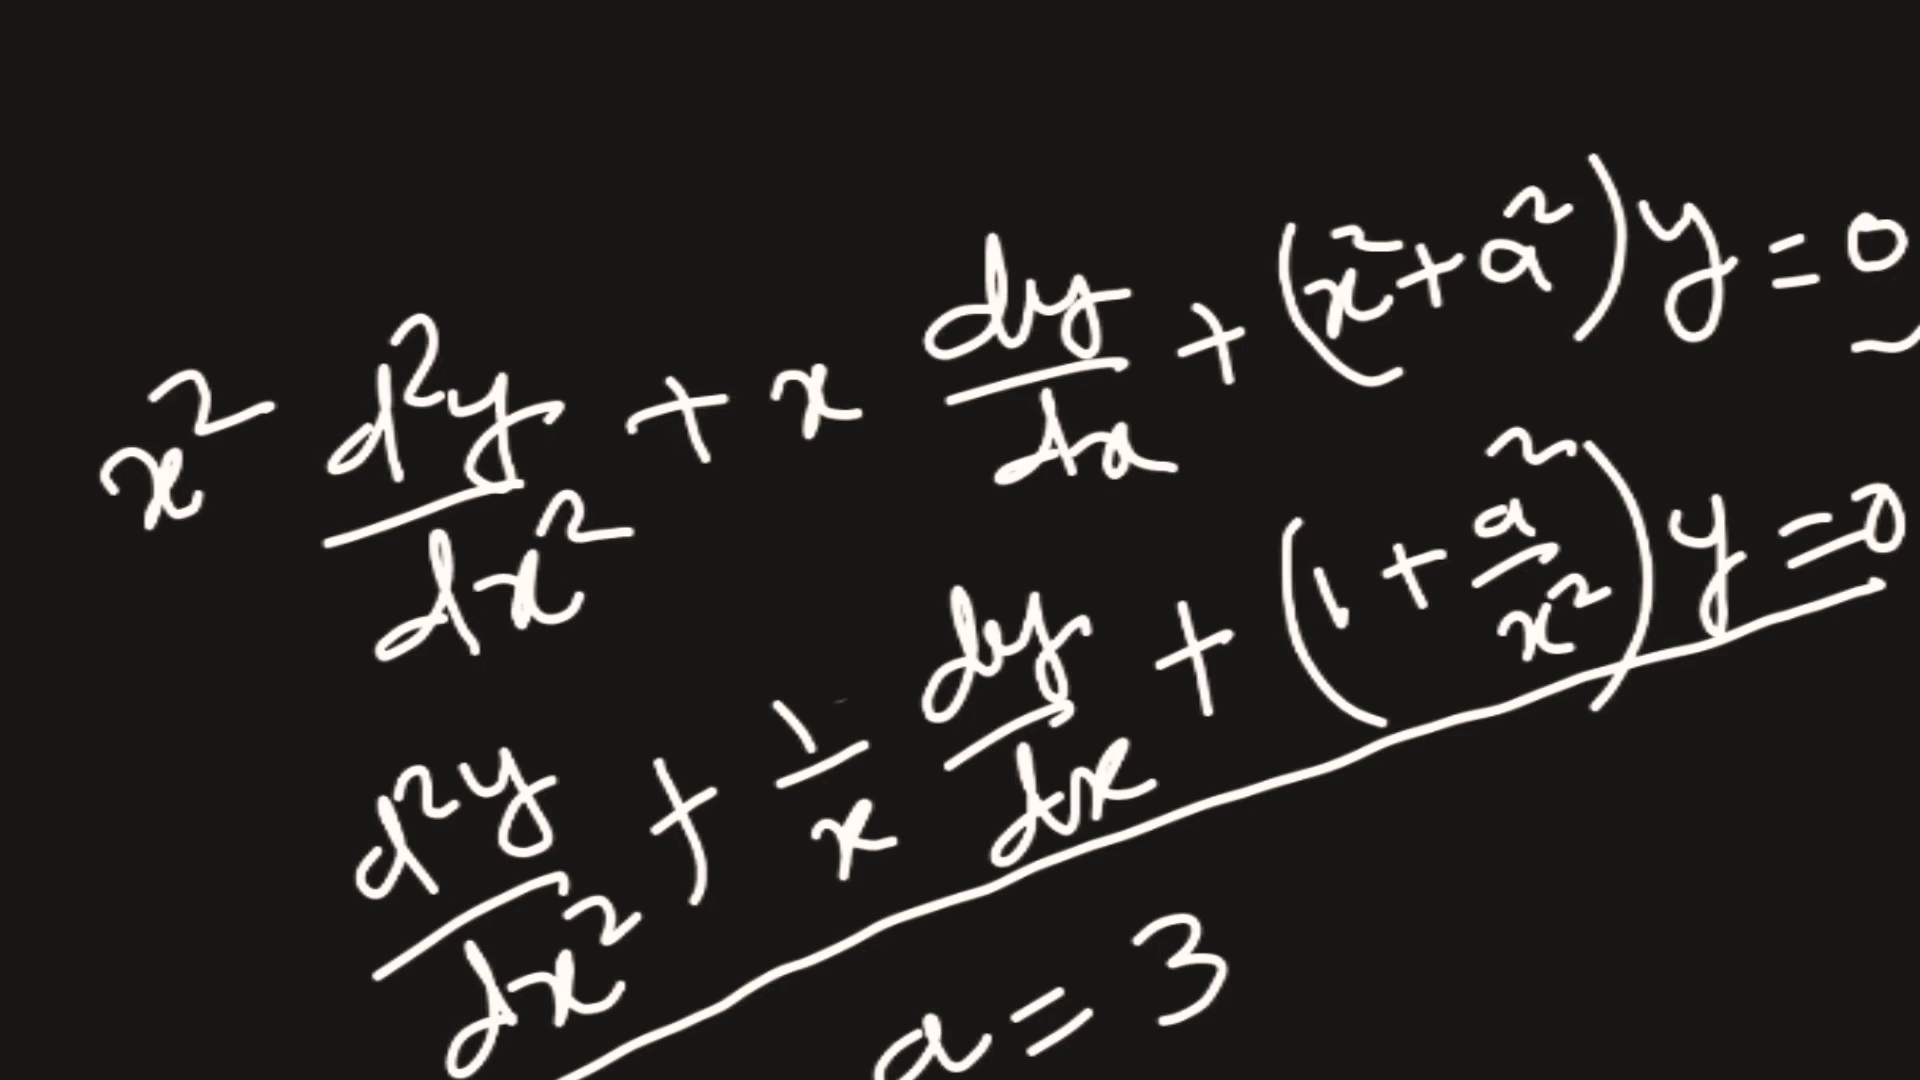 x² d²y/dx² + x dy/dx + (x² + a²)y = 0
d²y/dx² + 1/x dy/dx + (1 + a²/x²)y = 0
a = 3